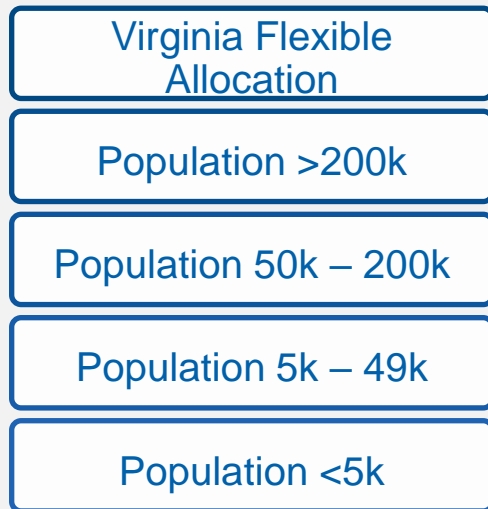 Virginia Flexible
Allocation
Population >200k
Population 50k – 200k
Population 5k – 49k
Population <5k